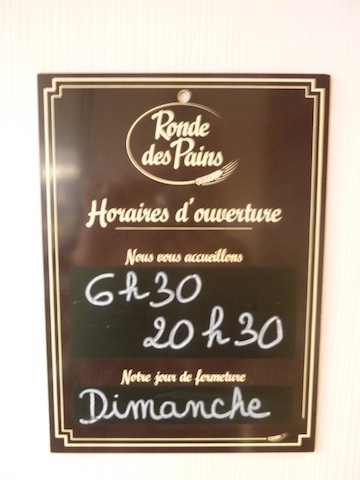 Ronde
des Pains
Horaires d'ouverture
Nous vous accueillons
6h30
20h30
Notre jour de fermeture
Dimanche